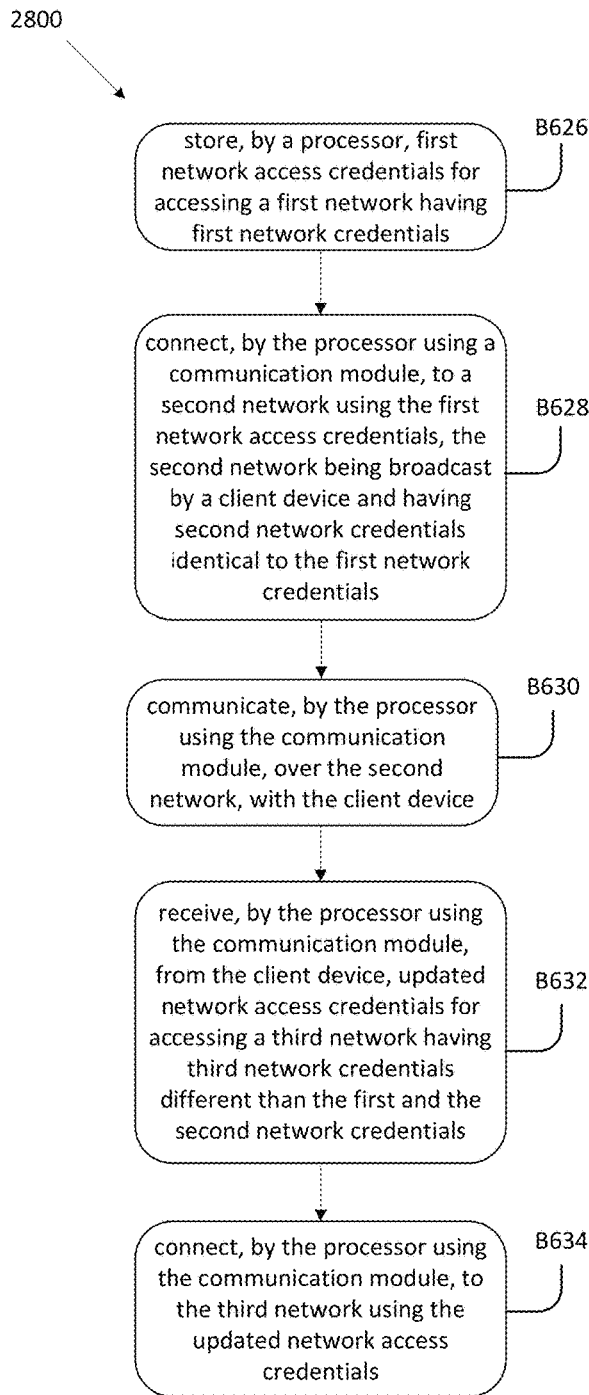 2800
B626
store, by a processor, first
network access credentials for
accessing a first network having
first network credentials
connect, by the processor using a
communication module, to a
second network using the first
network access credentials, the
second network being broadcast
by a client device and having
second network credentials
identical to the first network
credentials
B628
communicate, by the processor
using the communication
module, over the second
network, with the client device
B630
receive, by the processor using
the communication module,
from the client device, updated
network access credentials for
accessing a third network having
third network credentials
different than the first and the
second network credentials
B632
connect, by the processor using
the communication module, to
the third network using the
updated network access
credentials
B634